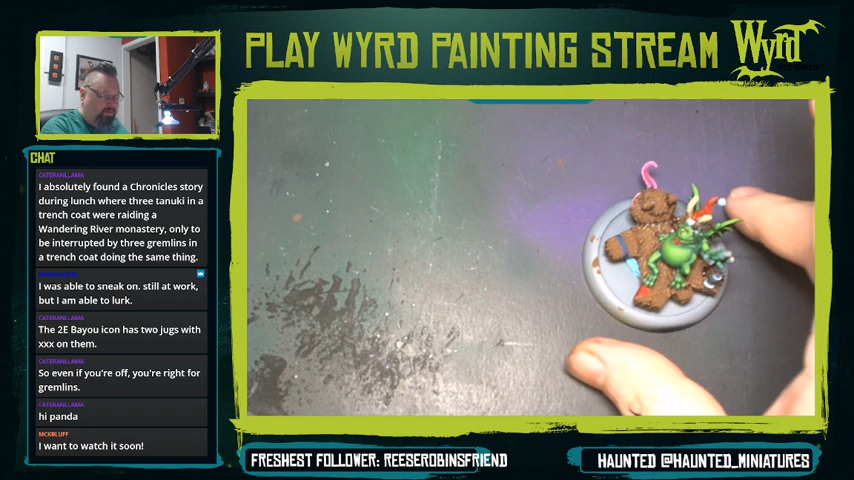 PLAY WYRD PAINTING STREAM
Wyrd
CHAT
CATERANLLAMA
I absolutely found a Chronicles story
during lunch where three tanuki in a
trench coat were raiding a
Wandering River monastery, only to
be interrupted by three gremlins in
a trench coat doing the same thing.
I was able to sneak on. still at work,
but I am able to lurk.
CATERANLLAMA
The 2E Bayou icon has two jugs with
xxx on them.
CATERANLLAMA
So even if you're off, you're right for
gremlins.
CATERANLLAMA
hi panda
MCKBLUFF
I want to watch it soon!
FRESHEST FOLLOWER: REESEROBINSFRIEND
HAUNTED @HAUNTED_MINIATURES